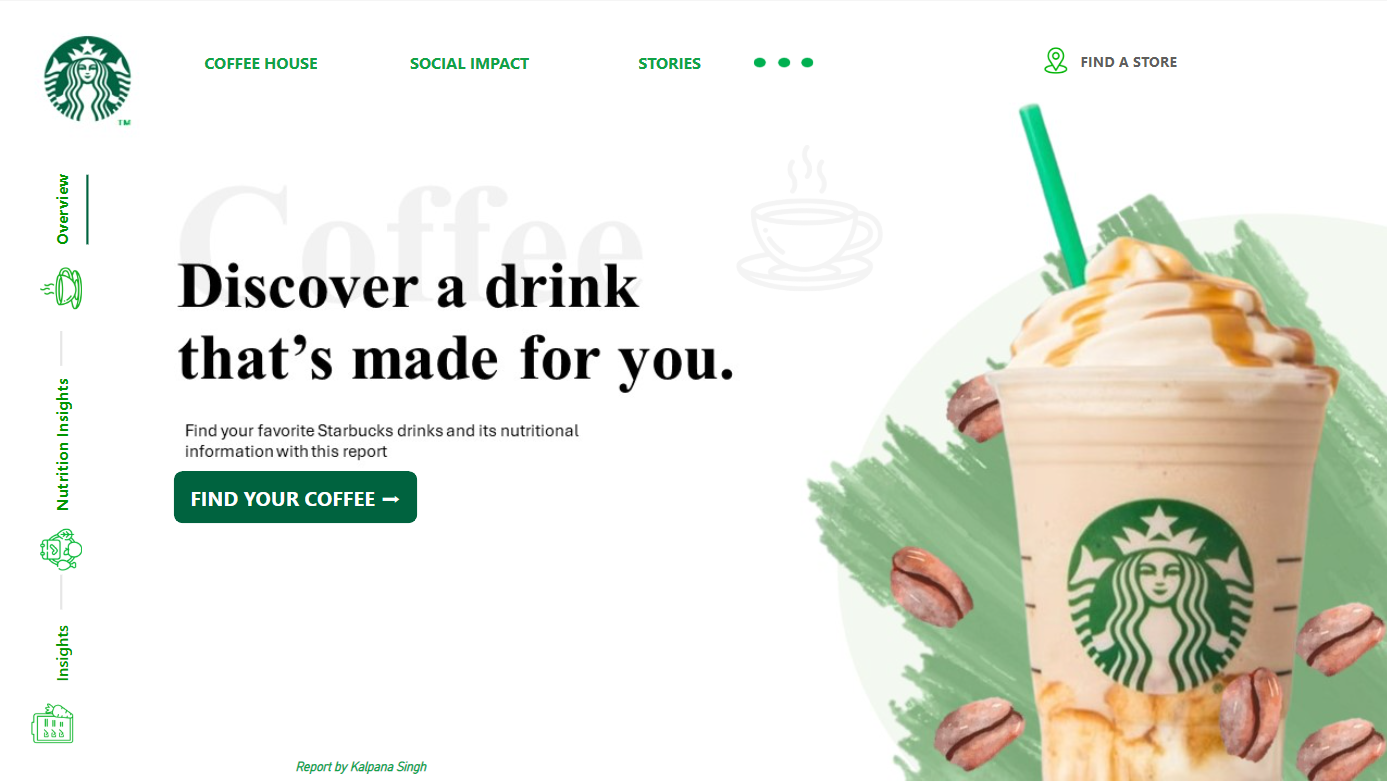 COFFEE HOUSE
SOCIAL IMPACT
STORIES
FIND A STORE
TM
Overview
Nutrition Insights
Insights
Coffee
Discover a drink
that’s made for you.
Find your favorite Starbucks drinks and its nutritional
information with this report
FIND YOUR COFFEE →
Report by Kalpana Singh